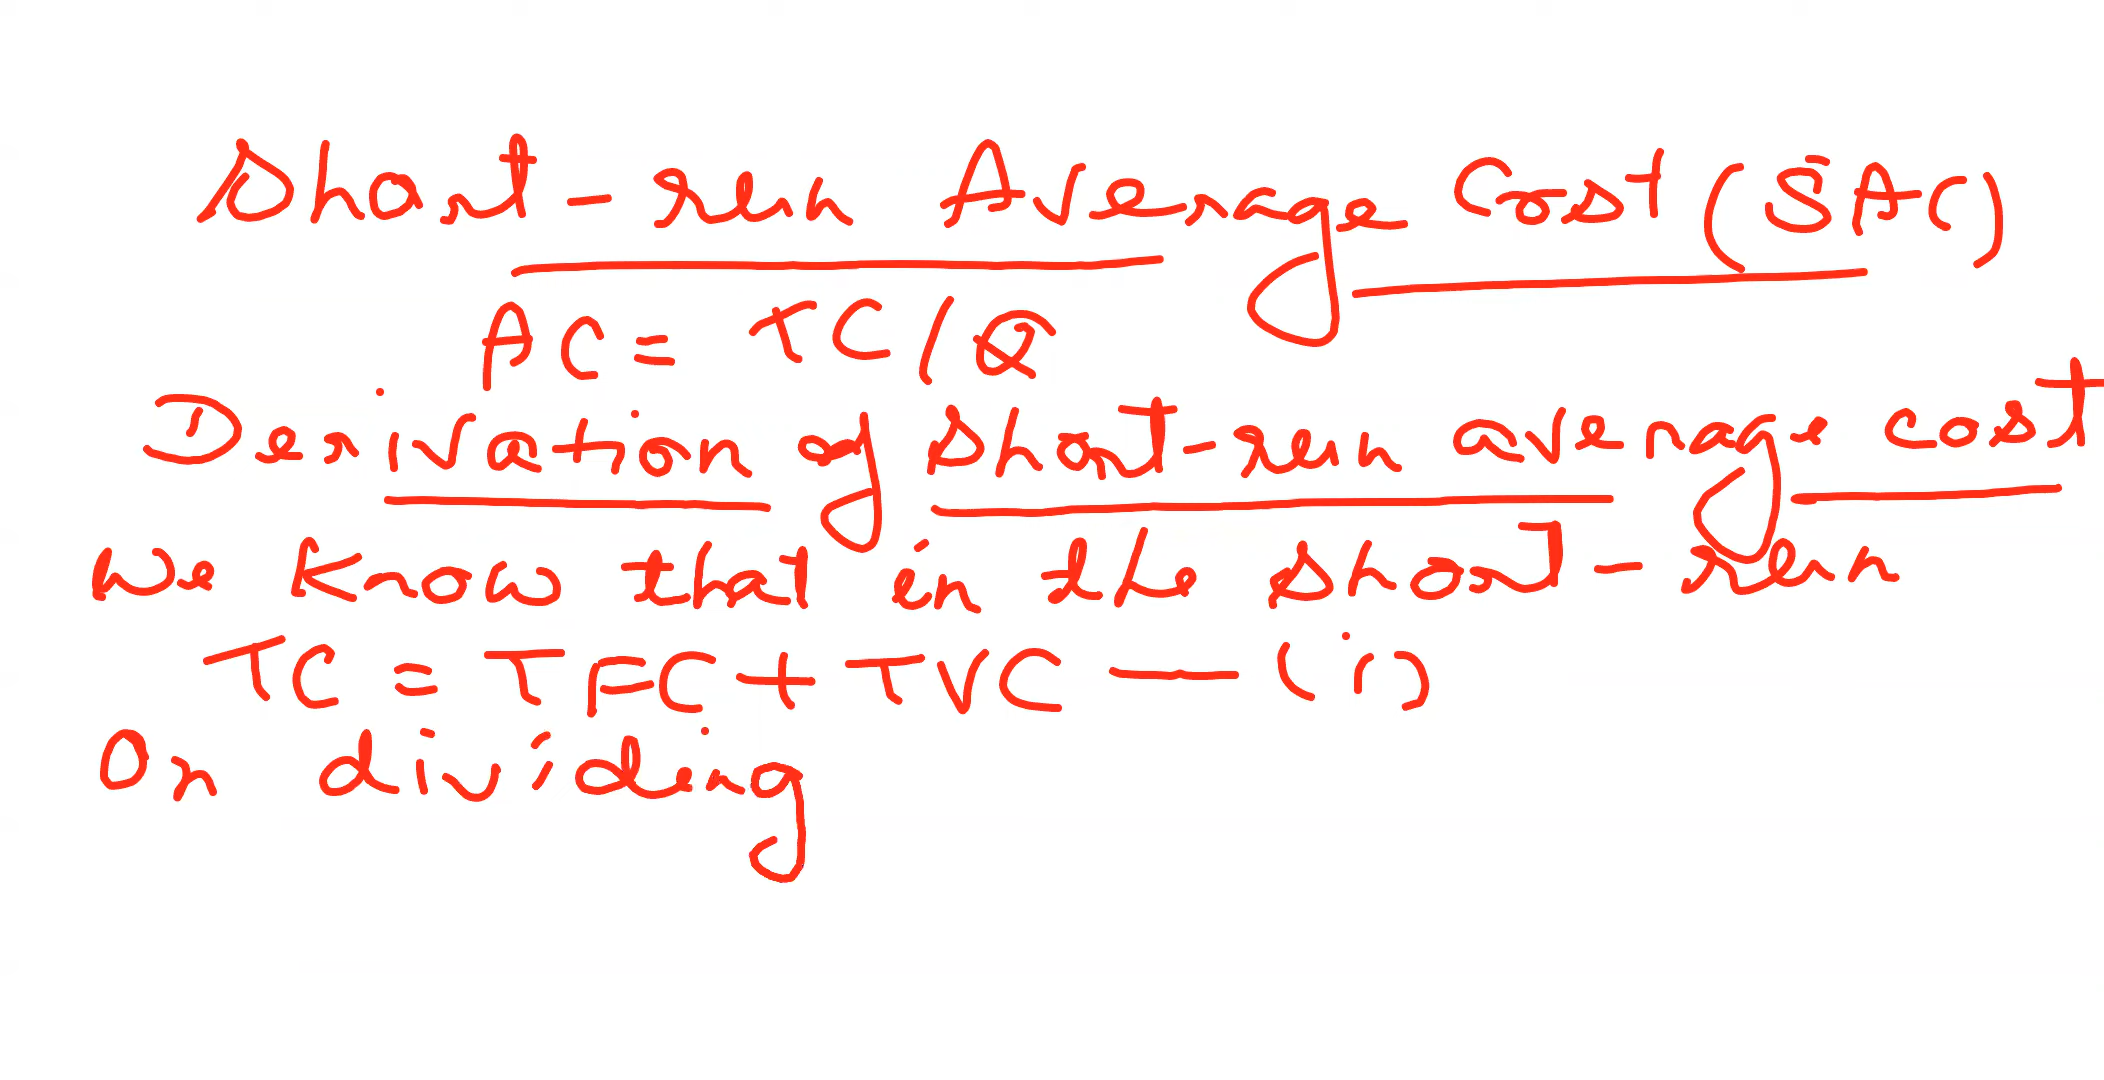 Short-run Average Cost (SAC)
AC = TC/Q
Derivation of short-run average cost
We know that in the short-run
TC = TFC + TVC — (i)
On dividing